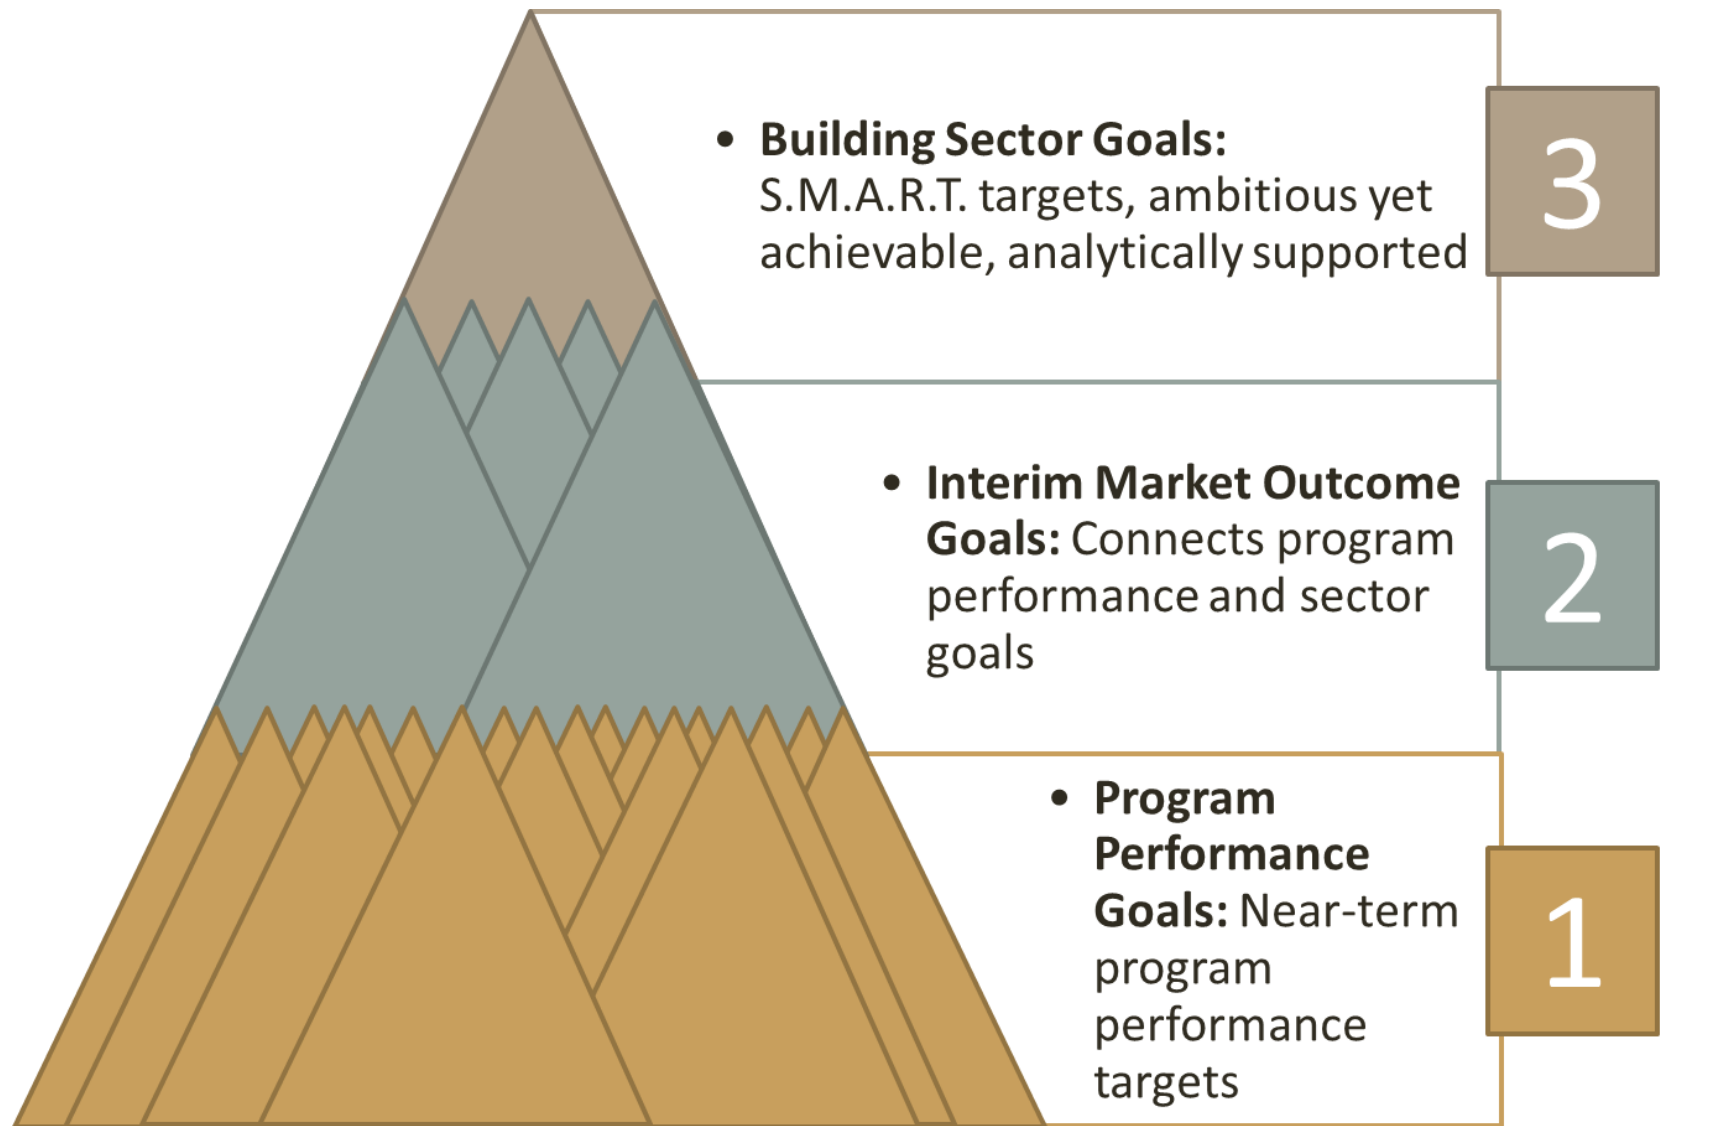 • Building Sector Goals:
S.M.A.R.T. targets, ambitious yet
achievable, analytically supported
3
• Interim Market Outcome
Goals: Connects program
performance and sector
goals
2
• Program
Performance
Goals: Near-term
program
performance
targets
1